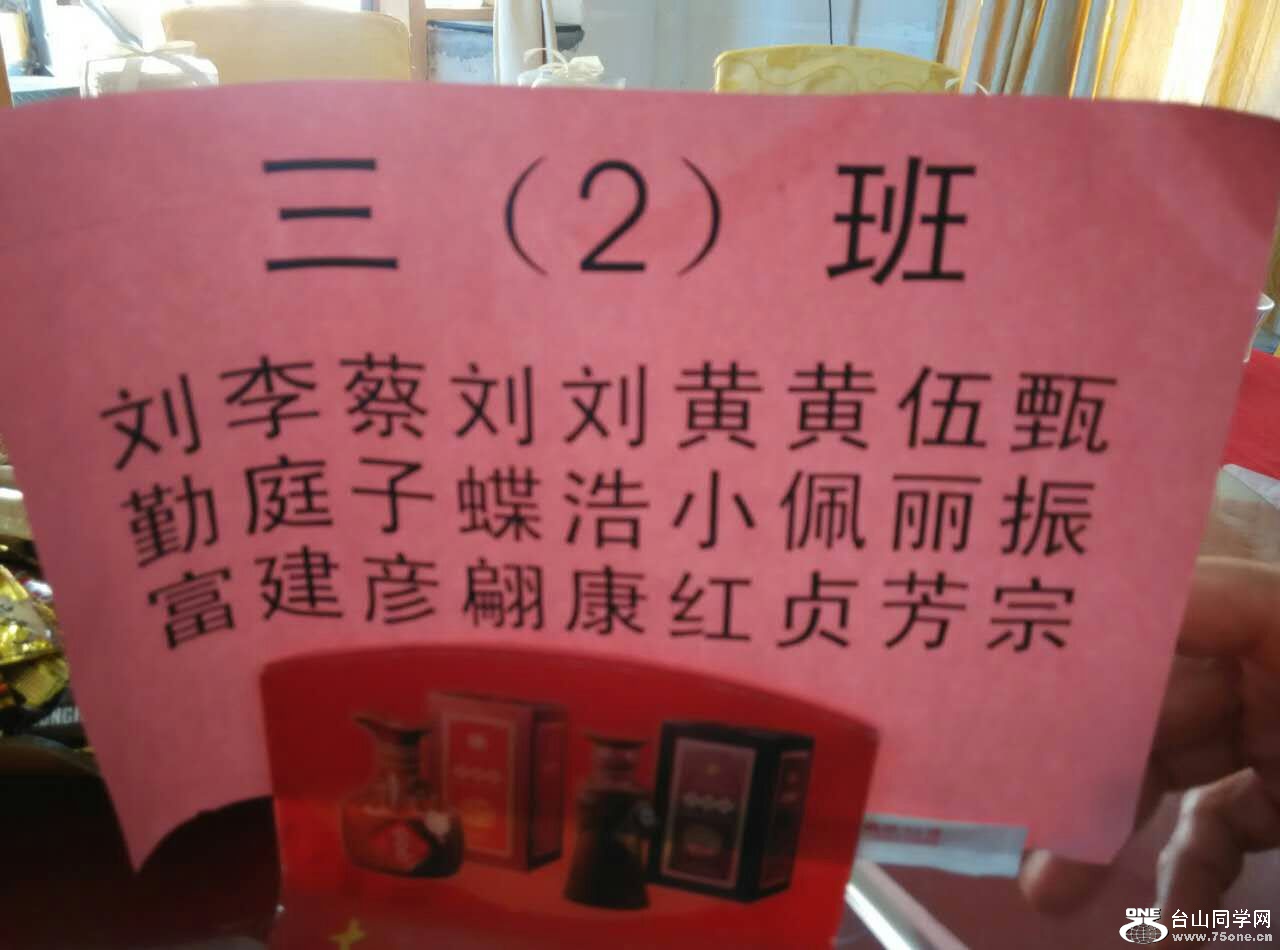 三（2）班
刘勤富
李庭建
蔡子彦
刘蝶翩
刘浩康
黄小红
黄佩贞
伍丽芳
甄振宗
ONE 台山同学网
www.75one.cn